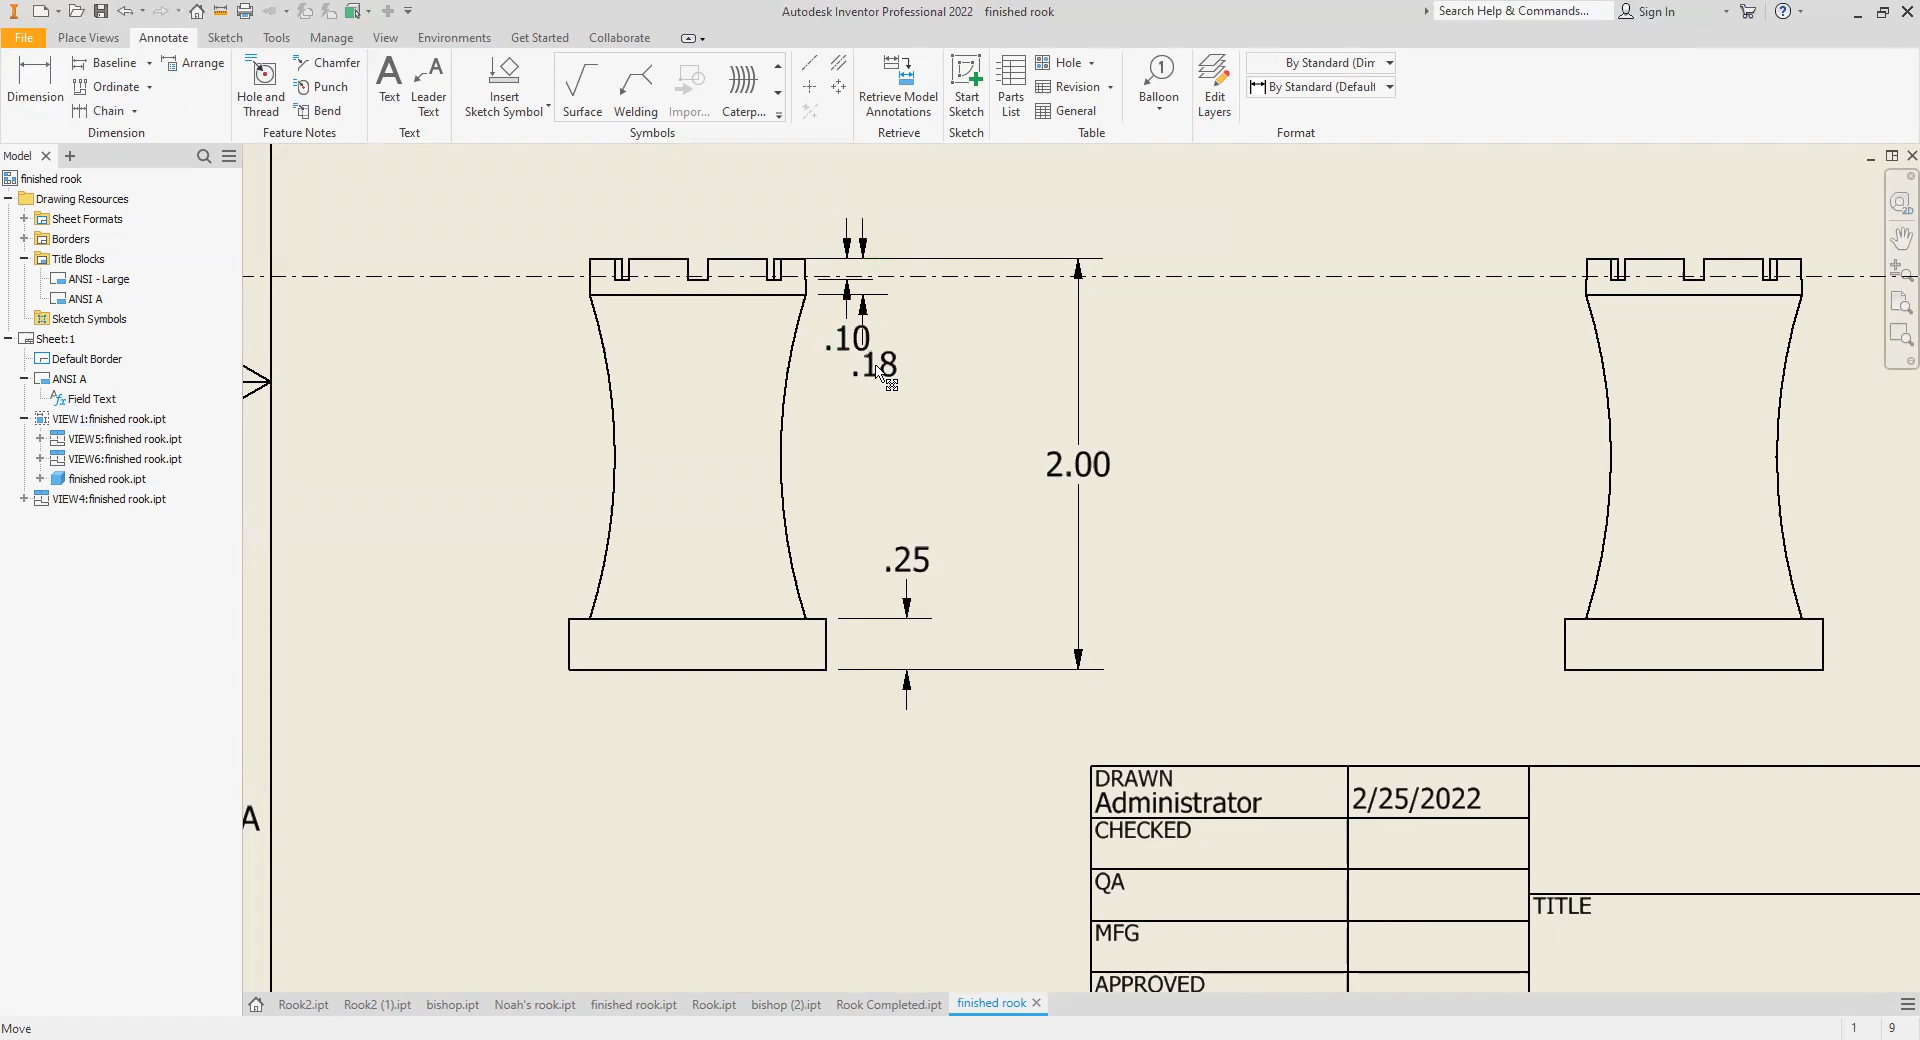 Autodesk Inventor Professional 2022 finished rook
Search Help & Commands...
Sign In
File
Place Views
Annotate
Sketch
Tools
Manage
View
Environments
Get Started
Collaborate
Dimension
Baseline
Ordinate
Chain
Arrange
Dimension
Hole and
Thread
Chamfer
Punch
Bend
Feature Notes
Text
Leader
Text
Text
Insert
Sketch Symbol
Surface
Welding
Impor...
Caterp...
Symbols
Retrieve Model
Annotations
Retrieve
Start
Sketch
Sketch
Parts
List
Hole
Revision
General
Table
Balloon
Edit
Layers
By Standard (Dim
By Standard (Default
Format
Model
finished rook
Drawing Resources
Sheet Formats
Borders
Title Blocks
ANSI - Large
ANSI A
Sketch Symbols
Sheet:1
Default Border
ANSI A
Field Text
VIEW1:finished rook.ipt
VIEW5:finished rook.ipt
VIEW6:finished rook.ipt
finished rook.ipt
VIEW4:finished rook.ipt
2D
.10
.18
2.00
.25
A
DRAWN
Administrator
2/25/2022
CHECKED
QA
MFG
APPROVED
TITLE
Rook2.ipt
Rook2 (1).ipt
bishop.ipt
Noah's rook.ipt
finished rook.ipt
Rook.ipt
bishop (2).ipt
Rook Completed.ipt
finished rook
Move
1
9